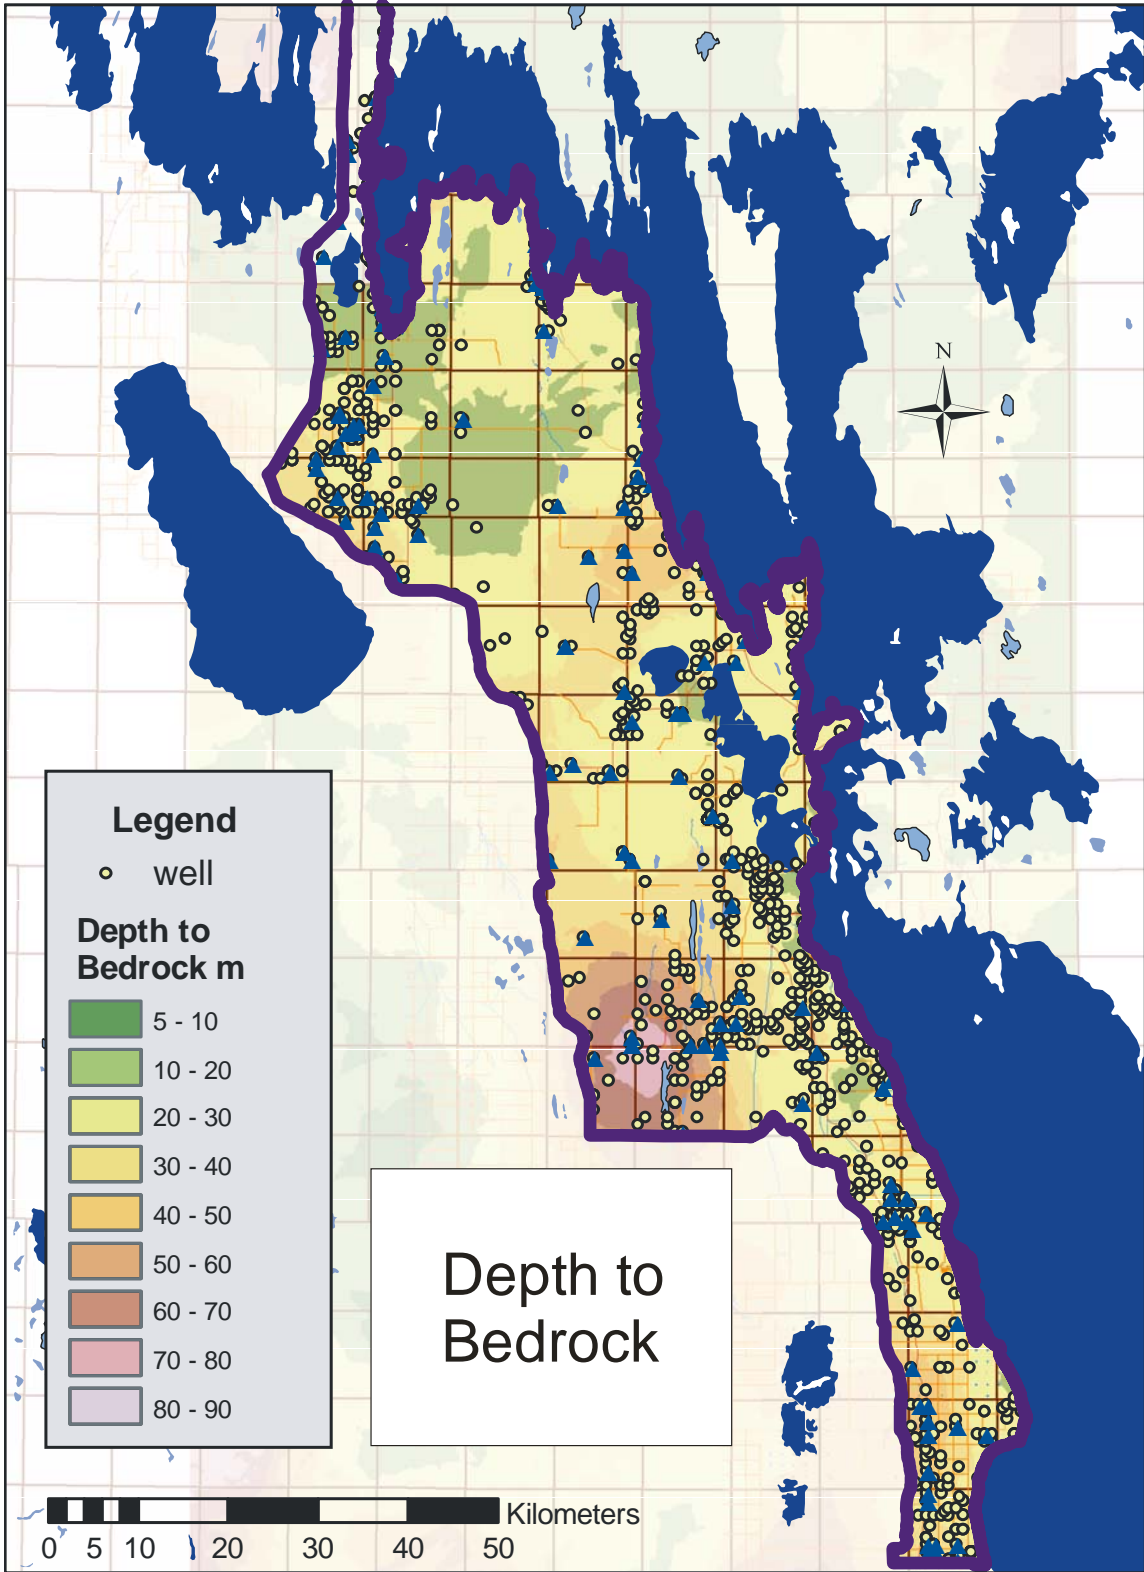 N
Legend
well
Depth to
Bedrock m
5 - 10
10 - 20
20 - 30
30 - 40
40 - 50
50 - 60
60 - 70
70 - 80
80 - 90
Depth to
Bedrock
Kilometers
0 5 10 20 30 40 50